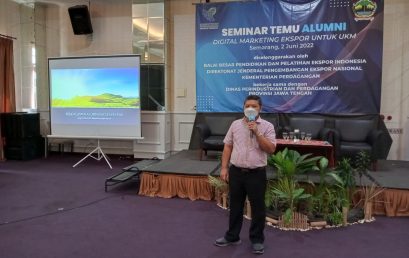 SEMINAR TEMU ALUMNI
DIGITAL MARKETING EKSPOR UNTUK UKM
Semarang, 2 Juni 2022
diselenggarakan oleh
BALAI BESAR PENDIDIKAN DAN PELATIHAN EKSPOR INDONESIA
DIREKTORAT JENDERAL PENGEMBANGAN EKSPOR NASIONAL
KEMENTERIAN PERDAGANGAN
bekerja sama dengan
DINAS PERINDUSTRIAN DAN PERDAGANGAN
PROVINSI JAWA TENGAH